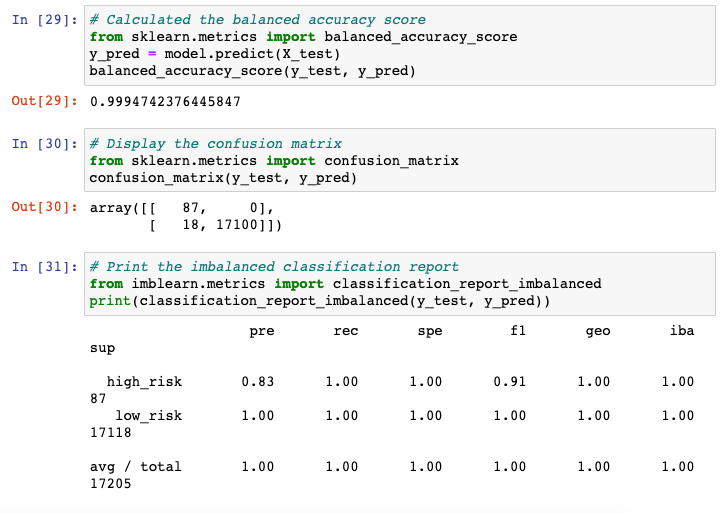 In [29]: # Calculated the balanced accuracy score
from sklearn.metrics import balanced_accuracy_score
y_pred = model.predict(X_test)
balanced_accuracy_score(y_test, y_pred)
Out[29]: 0.9994742376445847
In [30]: # Display the confusion matrix
from sklearn.metrics import confusion_matrix
confusion_matrix(y_test, y_pred)
Out[30]: array([[   87,     0],
       [   18, 17100]])
In [31]: # Print the imbalanced classification report
from imblearn.metrics import classification_report_imbalanced
print(classification_report_imbalanced(y_test, y_pred))
                   pre       rec       spe        f1       geo       iba
sup
  high_risk       0.83      1.00      1.00      0.91      1.00      1.00
87
   low_risk       1.00      1.00      1.00      1.00      1.00      1.00
17118
avg / total       1.00      1.00      1.00      1.00      1.00      1.00
17205